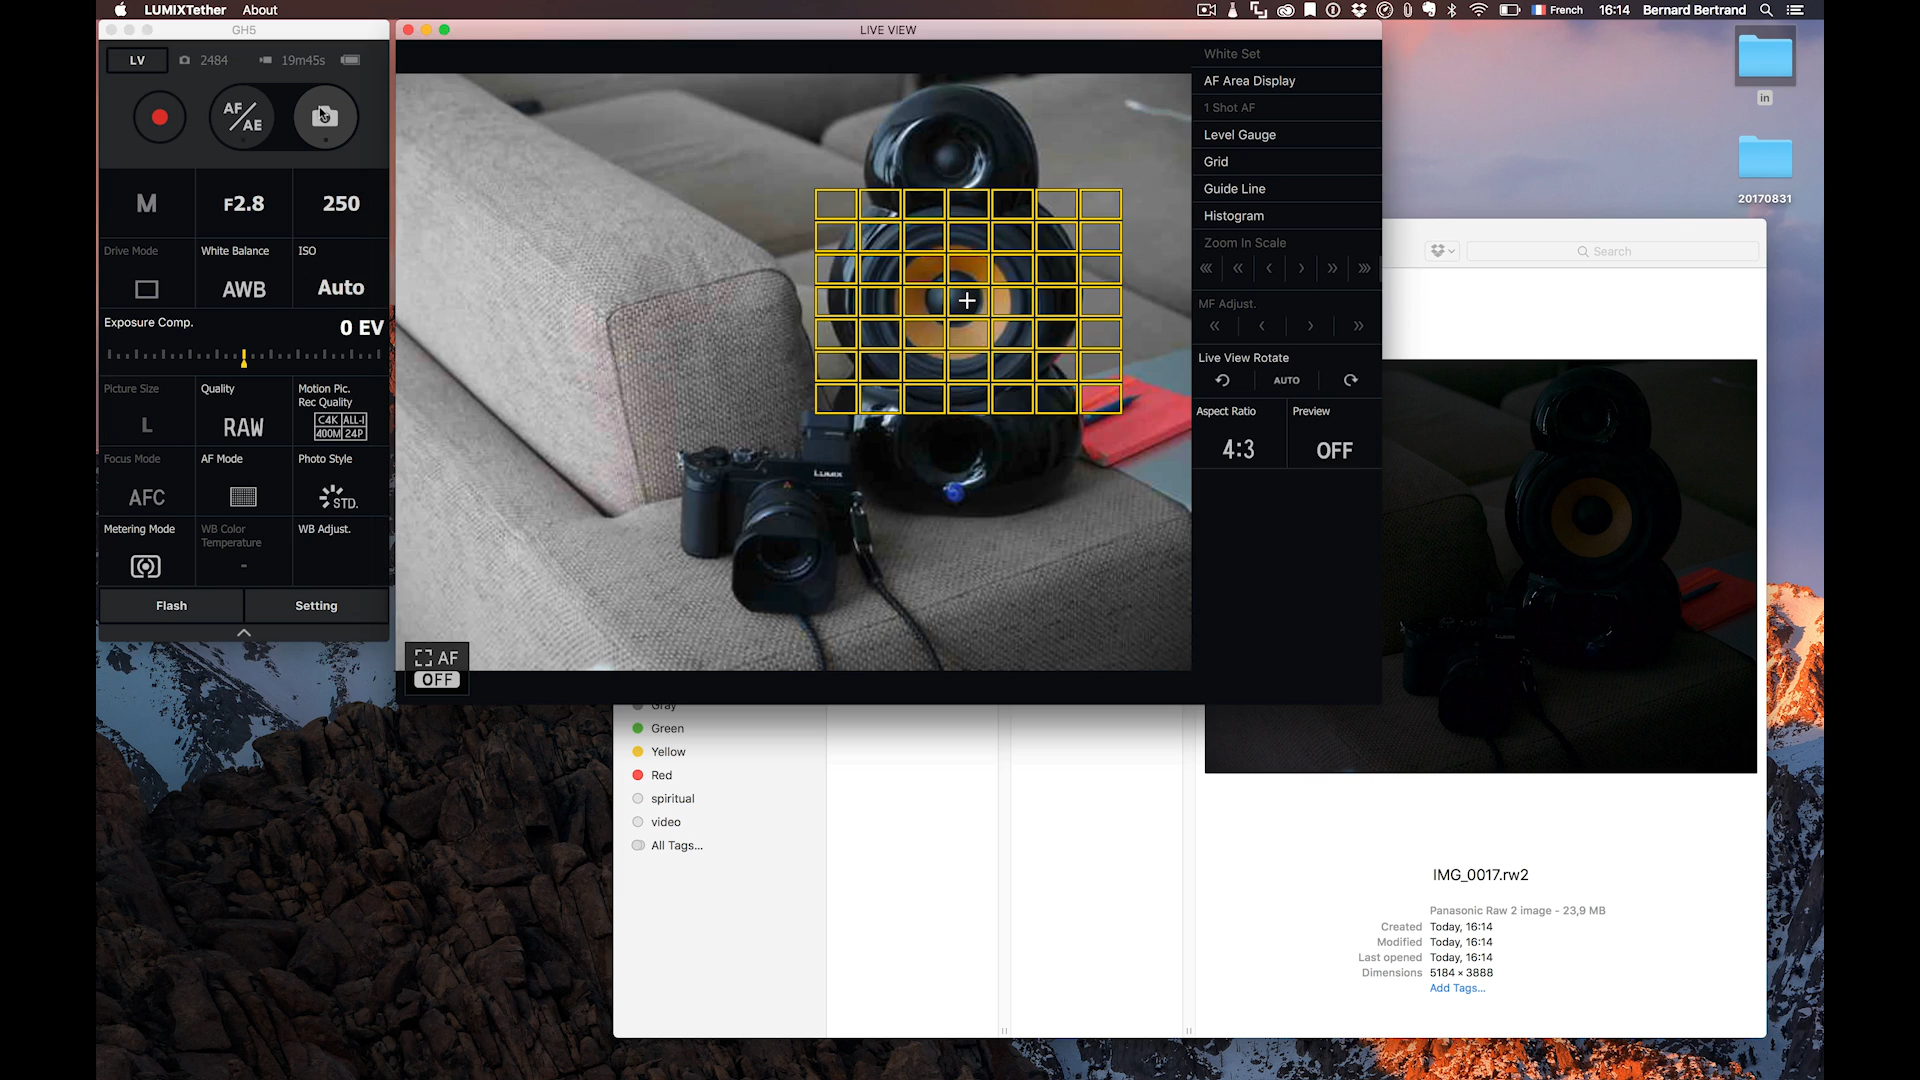 LUMIXTether About
French 16:14 Bernard Bertrand
GH5
LV 2484 19m45s
AF/AE
M F2.8 250
Drive Mode White Balance ISO
AWB Auto
Exposure Comp.
0 EV
Picture Size Quality Motion Pic. Rec Quality
L RAW C4K ALL-I 400M 24P
Focus Mode AF Mode Photo Style
AFC STD.
Metering Mode WB Color Temperature WB Adjust.
-
Flash Setting
LIVE VIEW
LUMIX
AF
OFF
White Set
AF Area Display
1 Shot AF
Level Gauge
Grid
Guide Line
Histogram
Zoom In Scale
MF Adjust.
Live View Rotate
AUTO
Aspect Ratio Preview
4:3 OFF
in
20170831
Search
Gray
Green
Yellow
Red
spiritual
video
All Tags...
IMG_0017.rw2
Panasonic Raw 2 image - 23,9 MB
Created Today, 16:14
Modified Today, 16:14
Last opened Today, 16:14
Dimensions 5184 × 3888
Add Tags...